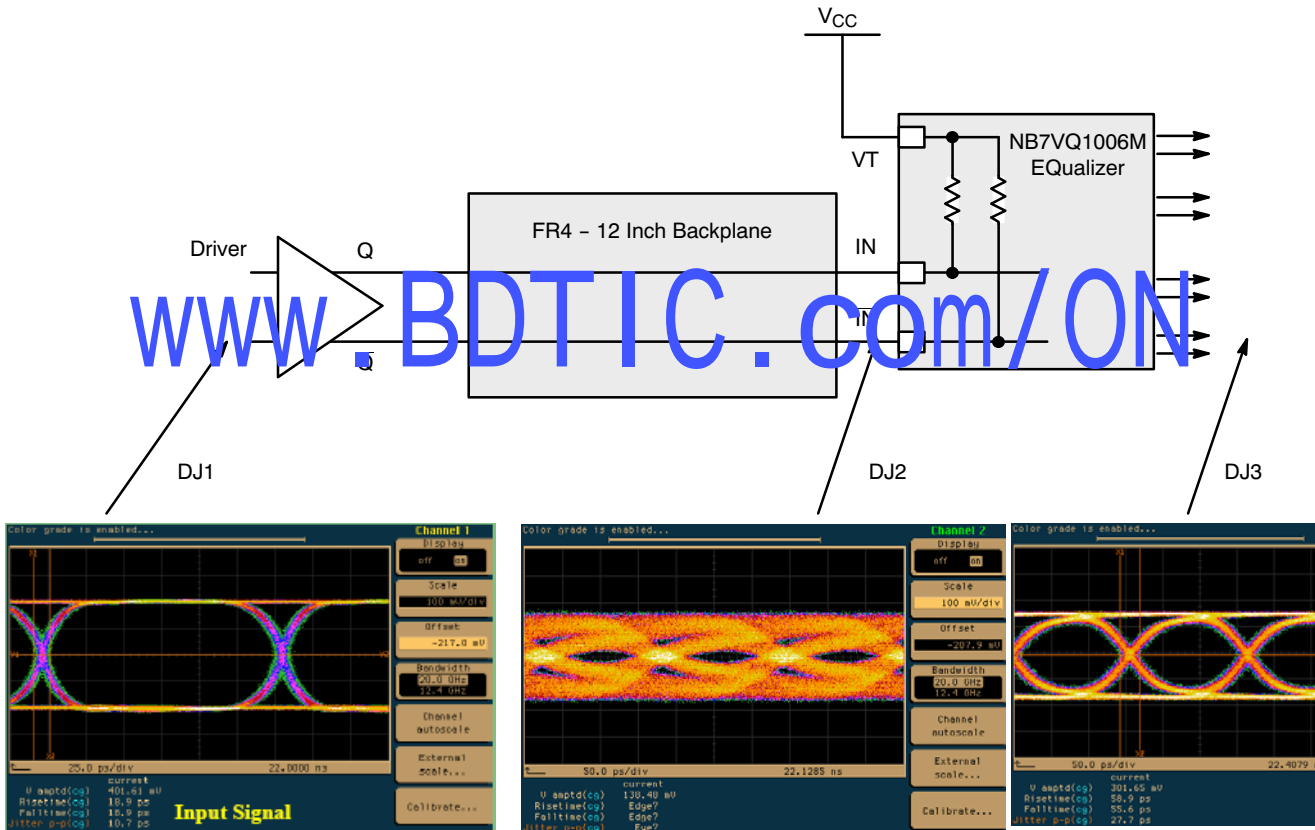 VCC
VT
NB7VQ1006M
EQualizer
FR4 – 12 Inch Backplane
Driver
Q
IN
www.BDTIC.com/ON
IN
Q
DJ1
DJ2
DJ3
Color grade is enabled...
Channel 1
Display
off on
Scale
100 mV/div
Offset
-217.0 mV
Bandwidth
20.0 GHz
12.4 GHz
Channel
autoscale
External
scale...
Calibrate...
25.0 ps/div
22.0000 ns
current
V amptd(cg) 401.61 mV
Risetime(cg) 18.9 ps
Falltime(cg) 16.9 ps
Jitter p-p(cg) 10.7 ps
Input Signal
Color grade is enabled...
Channel 2
Display
off on
Scale
100 mV/div
Offset
-207.9 mV
Bandwidth
20.0 GHz
12.4 GHz
Channel
autoscale
External
scale...
Calibrate...
50.0 ps/div
22.1285 ns
current
V amptd(cg) 138.48 mV
Risetime(cg) Edge?
Falltime(cg) Edge?
Jitter p-p(cg) Eye?
Color grade is enabled...
50.0 ps/div
22.4079
current
V amptd(cg) 301.65 mV
Risetime(cg) 58.9 ps
Falltime(cg) 55.6 ps
Jitter p-p(cg) 27.7 ps